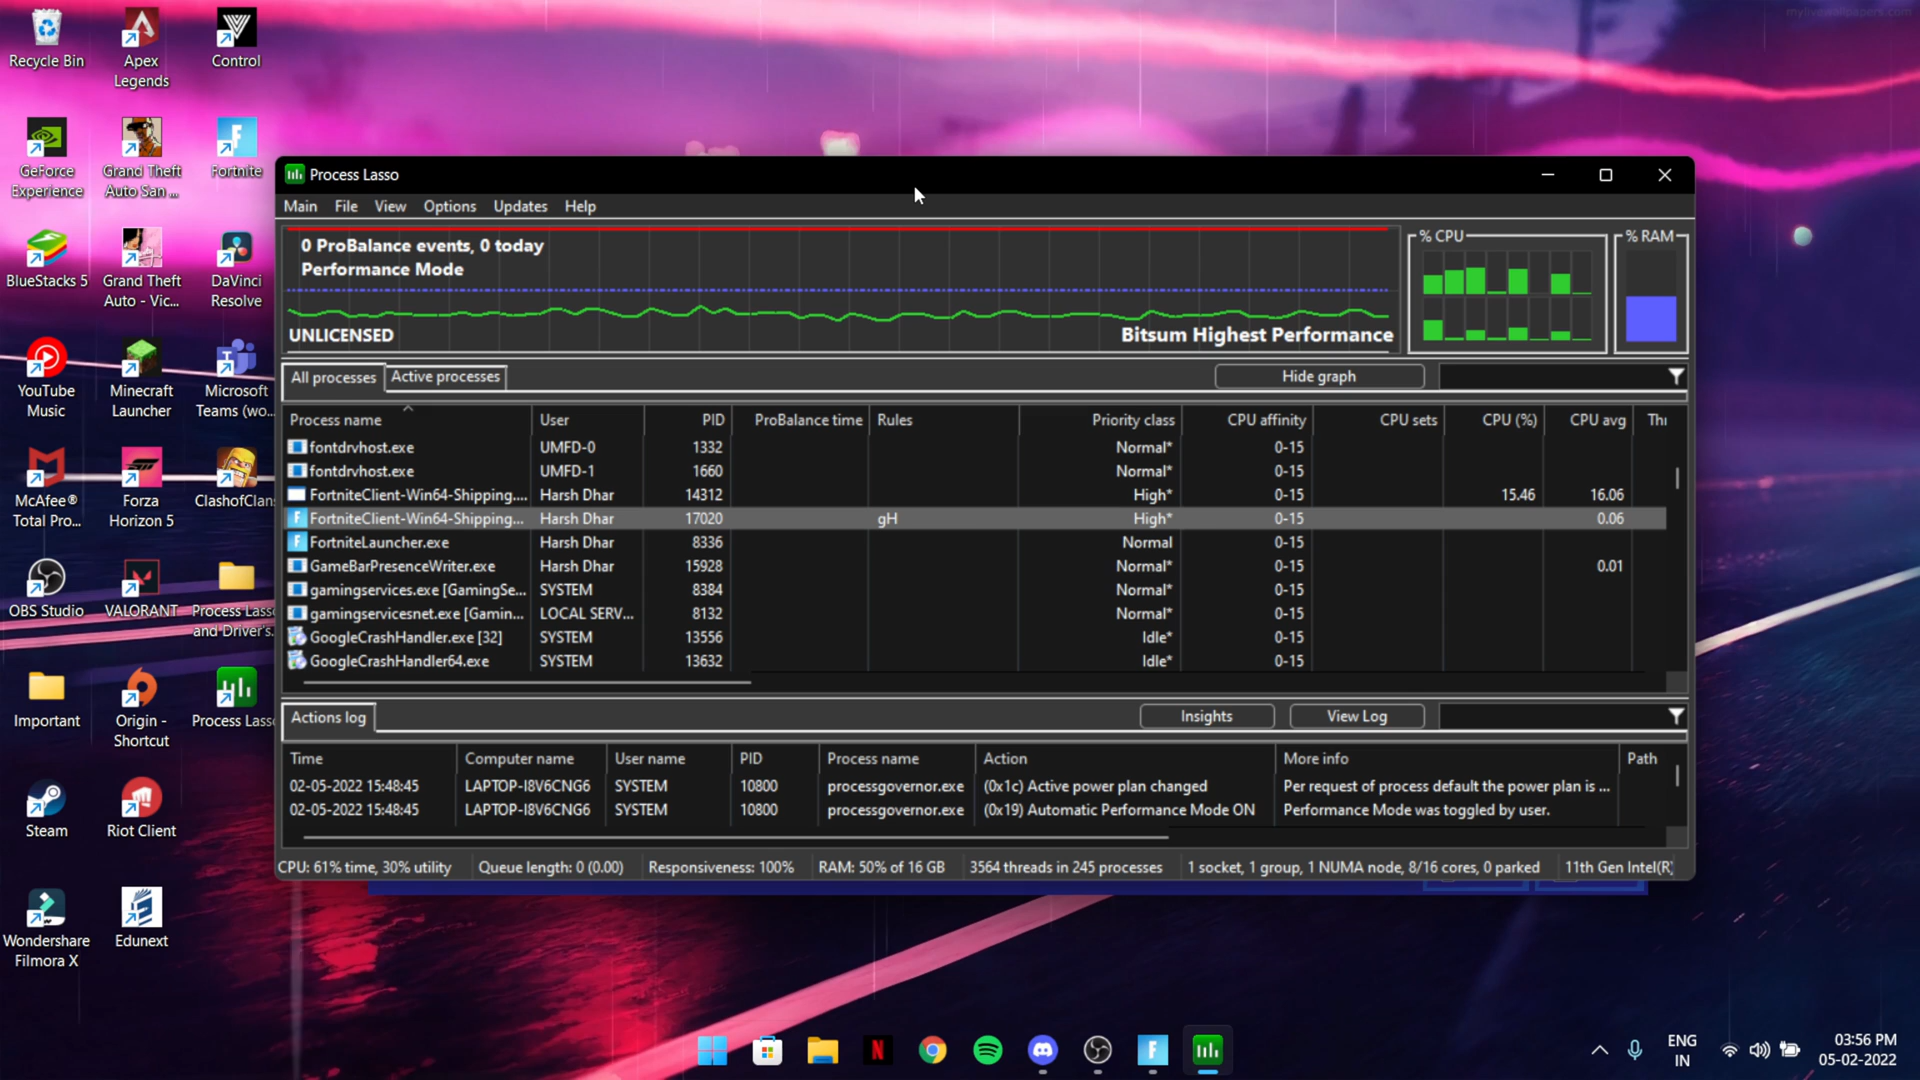 mylivewallpapers.com
Recycle Bin
Apex
Legends
Control
GeForce
Experience
Grand Theft
Auto San ...
Fortnite
BlueStacks 5
Grand Theft
Auto - Vic...
DaVinci
Resolve
YouTube
Music
Minecraft
Launcher
Microsoft
Teams (wo...
McAfee®
Total Pro...
Forza
Horizon 5
ClashofClan
OBS Studio
VALORANT
Process Lass
and Driver's.
Important
Origin -
Shortcut
Process Lass
Steam
Riot Client
Wondershare
Filmora X
Edunext
Process Lasso
Main File View Options Updates Help
0 ProBalance events, 0 today
Performance Mode
UNLICENSED
Bitsum Highest Performance
% CPU
% RAM
All processes Active processes Hide graph
Process name User PID ProBalance time Rules Priority class CPU affinity CPU sets CPU (%) CPU avg Thr
fontdrvhost.exe UMFD-0 1332 Normal* 0-15
fontdrvhost.exe UMFD-1 1660 Normal* 0-15
FortniteClient-Win64-Shipping.... Harsh Dhar 14312 High* 0-15 15.46 16.06
FortniteClient-Win64-Shipping... Harsh Dhar 17020 gH High* 0-15 0.06
FortniteLauncher.exe Harsh Dhar 8336 Normal 0-15
GameBarPresenceWriter.exe Harsh Dhar 15928 Normal* 0-15 0.01
gamingservices.exe [GamingSe... SYSTEM 8384 Normal* 0-15
gamingservicesnet.exe [Gamin... LOCAL SERV... 8132 Normal* 0-15
GoogleCrashHandler.exe [32] SYSTEM 13556 Idle* 0-15
GoogleCrashHandler64.exe SYSTEM 13632 Idle* 0-15
Actions log Insights View Log
Time Computer name User name PID Process name Action More info Path
02-05-2022 15:48:45 LAPTOP-I8V6CNG6 SYSTEM 10800 processgovernor.exe (0x1c) Active power plan changed Per request of process default the power plan is ...
02-05-2022 15:48:45 LAPTOP-I8V6CNG6 SYSTEM 10800 processgovernor.exe (0x19) Automatic Performance Mode ON Performance Mode was toggled by user.
CPU: 61% time, 30% utility Queue length: 0 (0.00) Responsiveness: 100% RAM: 50% of 16 GB 3564 threads in 245 processes 1 socket, 1 group, 1 NUMA node, 8/16 cores, 0 parked 11th Gen Intel(R)
ENG
IN
03:56 PM
05-02-2022